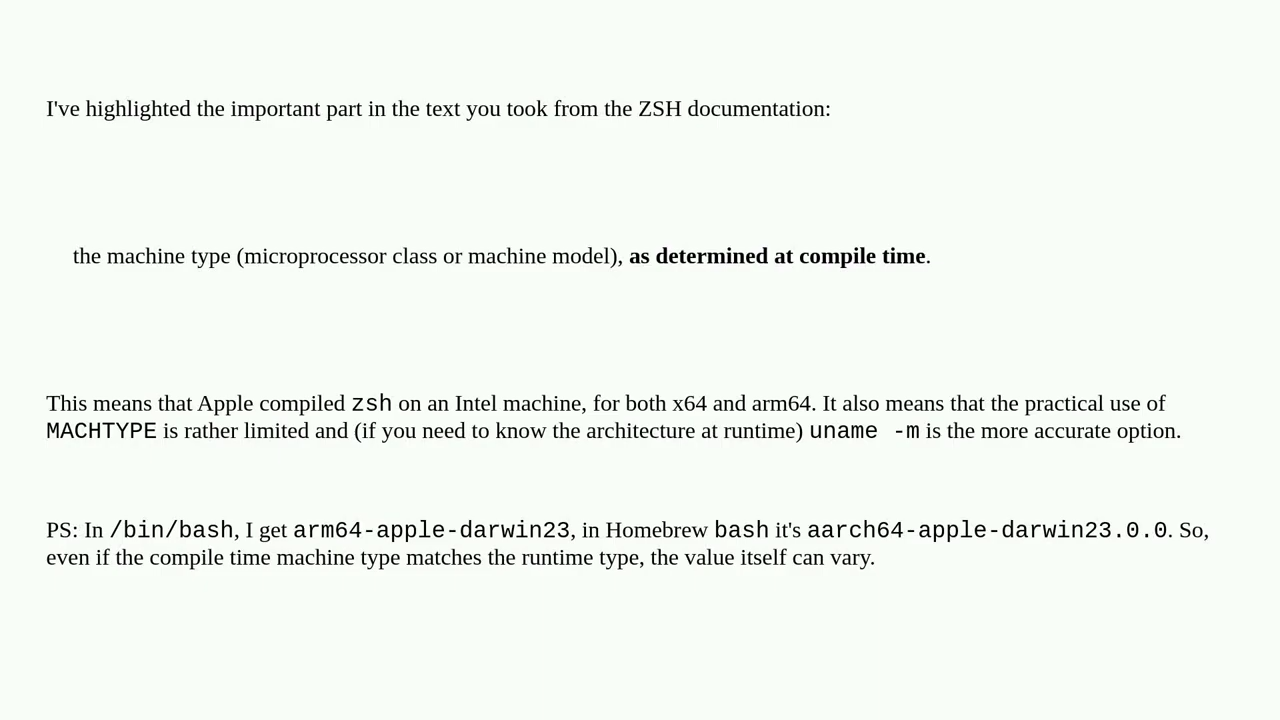 I've highlighted the important part in the text you took from the ZSH documentation:
the machine type (microprocessor class or machine model), as determined at compile time.
This means that Apple compiled zsh on an Intel machine, for both x64 and arm64. It also means that the practical use of
MACHTYPE is rather limited and (if you need to know the architecture at runtime) uname -m is the more accurate option.
PS: In /bin/bash, I get arm64-apple-darwin23, in Homebrew bash it's aarch64-apple-darwin23.0.0. So,
even if the compile time machine type matches the runtime type, the value itself can vary.